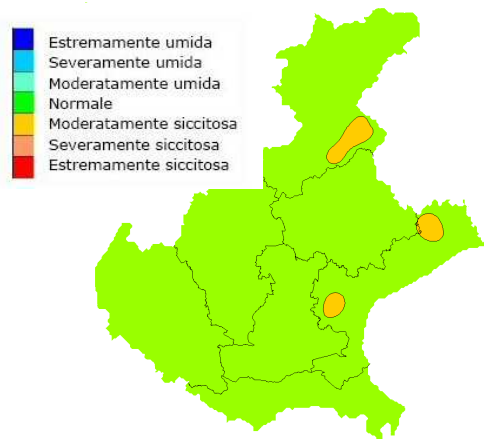 Estremamente umida
Severamente umida
Moderatamente umida
Normale
Moderatamente siccitosa
Severamente siccitosa
Estremamente siccitosa